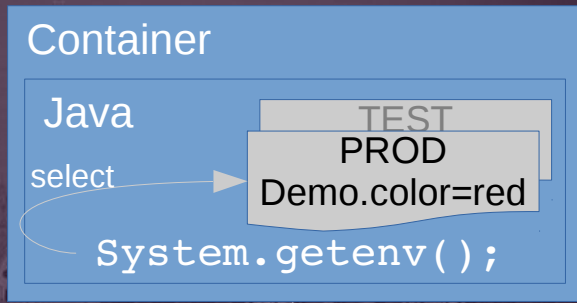 Container
Java
TEST
PROD
select
Demo.color=red
System.getenv();